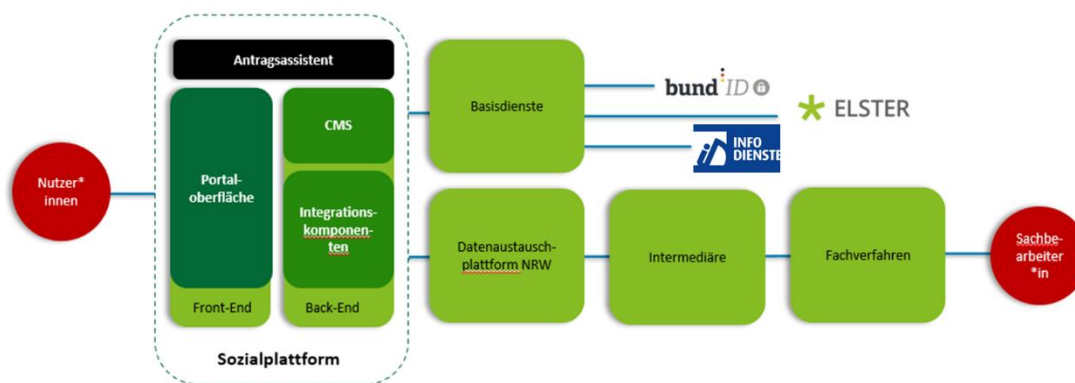 Antragsassistent
Nutzer*
innen
Portal-
oberfläche
Front-End
CMS
Integrations-
komponen-
ten
Back-End
Sozialplattform
Basisdienste
bund ID
ELSTER
INFO
DIENSTE
Datenaustausch-
plattform NRW
Intermediäre
Fachverfahren
Sachbe-
arbeiter
*in